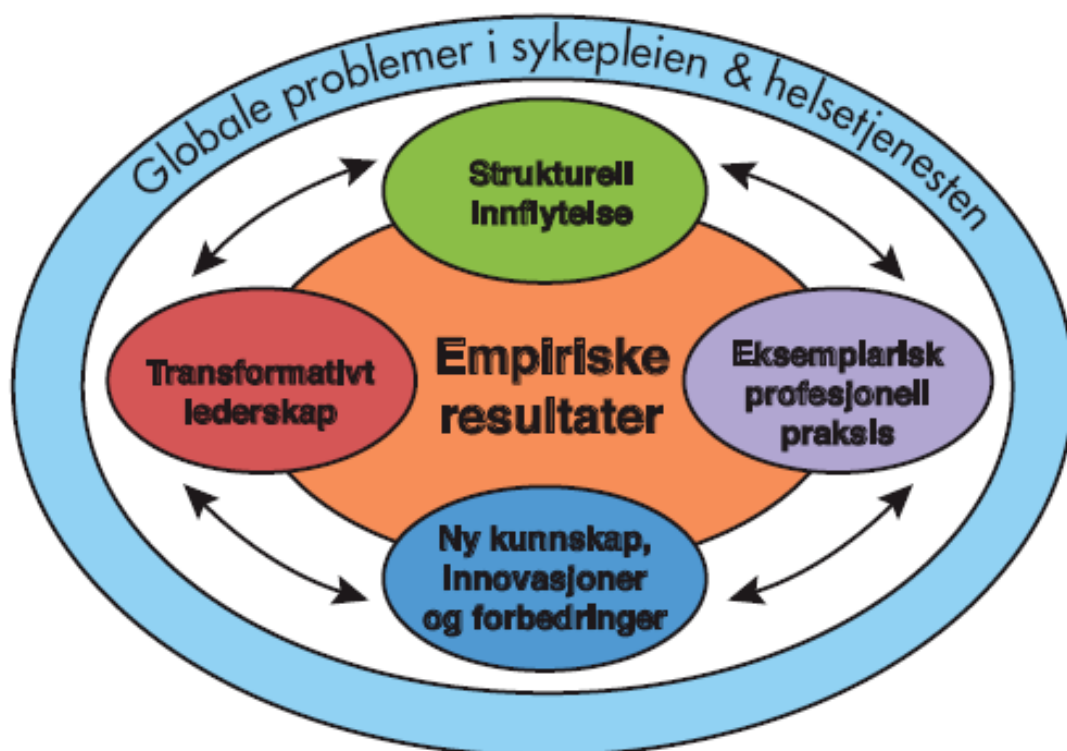 Globale problemer i sykepleien & helsetjenesten
Strukturell
innflytelse
Transformativt
lederskap
Empiriske
resultater
Eksemplarisk
profesjonell
praksis
Ny kunnskap,
innovasjoner
og forbedringer